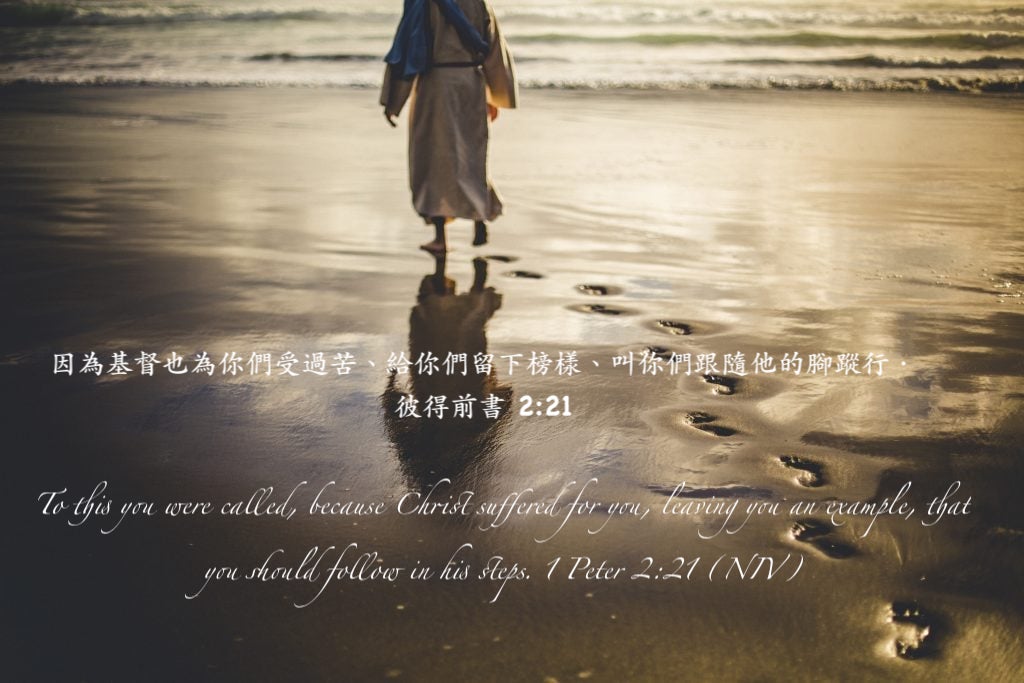 因為基督也為你們受過苦、給你們留下榜樣、叫你們跟隨他的腳蹤行．
彼得前書 2:21
To this you were called, because Christ suffered for you, leaving you an example, that
you should follow in his steps. 1 Peter 2:21 (NIV)